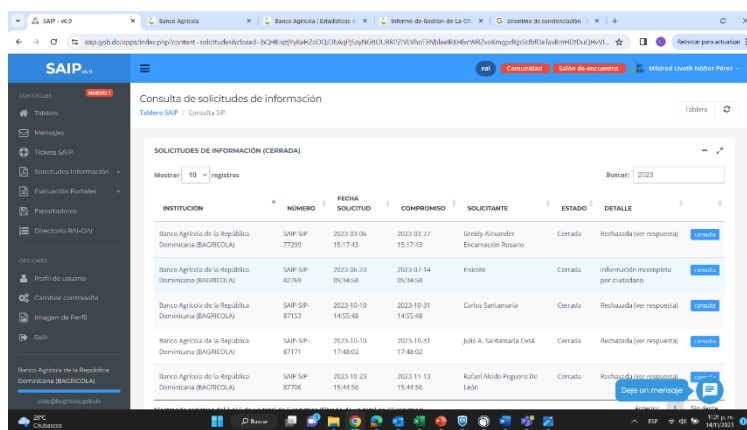 SAIP - v6.9
Banco Agrícola
Banco Agrícola | Estadísticas
Informe-de-Gestion-de-La-OI
sinonimo de condendación
saip.gob.do/apps/index.php?content=solicitudes&closed
Reiniciar para actualizar
SAIP v6.9
ral
Comunidad
Salón de encuentro
Mildred Liveth Núñez Pérez
CONTROLES
NUEVO !
Tablero
Mensajes
Tickets SAIP
Solicitudes Información
Evaluación Portales
Exportadores
Directorio RAI-OAI
OPCIONES
Perfil de usuario
Cambiar contraseña
Imagen de Perfil
Salir
Banco Agrícola de la República Dominicana (BAGRICOLA)
Consulta de solicitudes de información
Tablero SAIP / Consulta SIP
Tablero
SOLICITUDES DE INFORMACIÓN (CERRADA)
Mostrar 10 registros
Buscar: 2023
INSTITUCIÓN NÚMERO FECHA SOLICITUD COMPROMISO SOLICITANTE ESTADO DETALLE
Banco Agrícola de la República Dominicana (BAGRICOLA) SAIP-SIP-77299 2023-03-06 15:17:43 2023-03-27 15:17:43 Greidy Alexander Encarnación Rosario Cerrada Rechazada (ver respuesta) consulta
Banco Agrícola de la República Dominicana (BAGRICOLA) SAIP-SIP-82769 2023-06-23 05:34:58 2023-07-14 05:34:58 Fisicote Cerrada Información incompleta por ciudadano consulta
Banco Agrícola de la República Dominicana (BAGRICOLA) SAIP-SIP-87153 2023-10-10 14:55:48 2023-10-31 14:55:48 Carlos Santamaria Cerrada Rechazada (ver respuesta) consulta
Banco Agrícola de la República Dominicana (BAGRICOLA) SAIP-SIP-87171 2023-10-10 17:48:02 2023-10-31 17:48:02 Julio A. Santamaría Cesá Cerrada Rechazada (ver respuesta) consulta
Banco Agrícola de la República Dominicana (BAGRICOLA) SAIP-SIP-87786 2023-10-23 15:44:56 2023-11-13 15:44:56 Rafael Alcide Peguero De León Cerrada Rechazada (ver respuesta)
Deje un mensaje
Anterior 1 Siguiente
29°C
Chubascos
Buscar
ESP
11:21 p. m.
14/11/2023